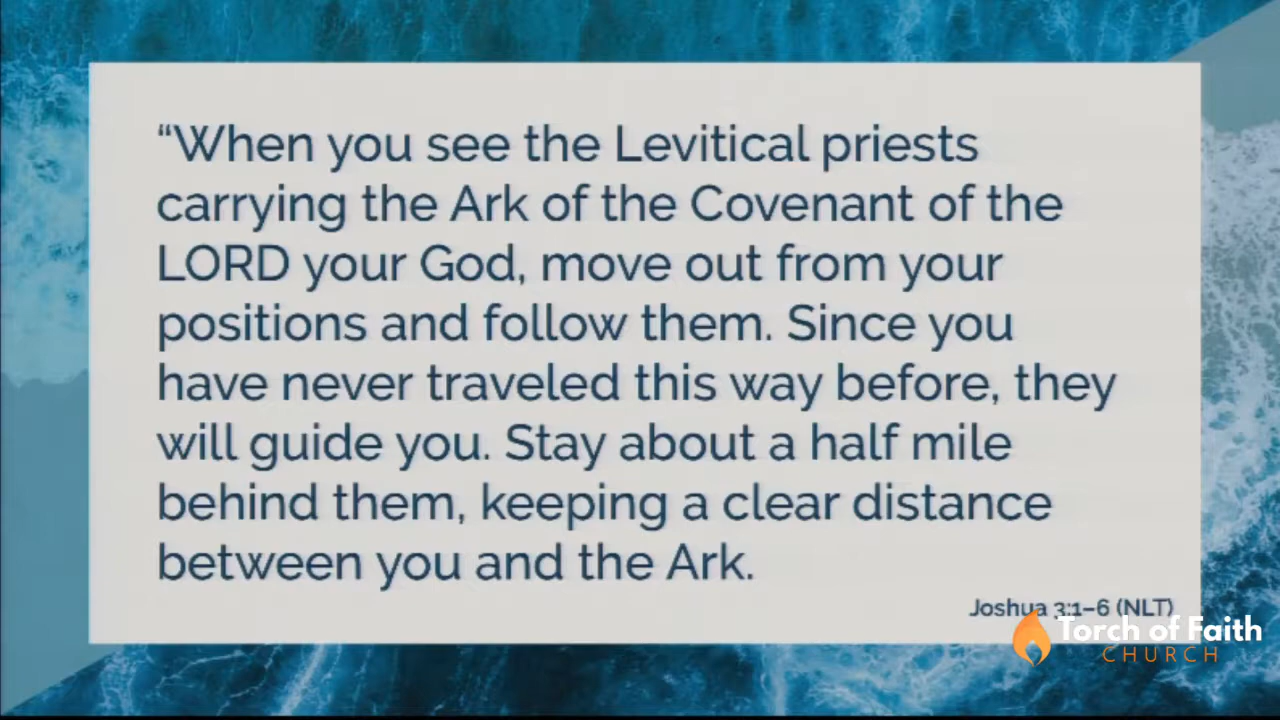 “When you see the Levitical priests
carrying the Ark of the Covenant of the
LORD your God, move out from your
positions and follow them. Since you
have never traveled this way before, they
will guide you. Stay about a half mile
behind them, keeping a clear distance
between you and the Ark.
Joshua 3:1–6 (NLT)
Torch of Faith
CHURCH